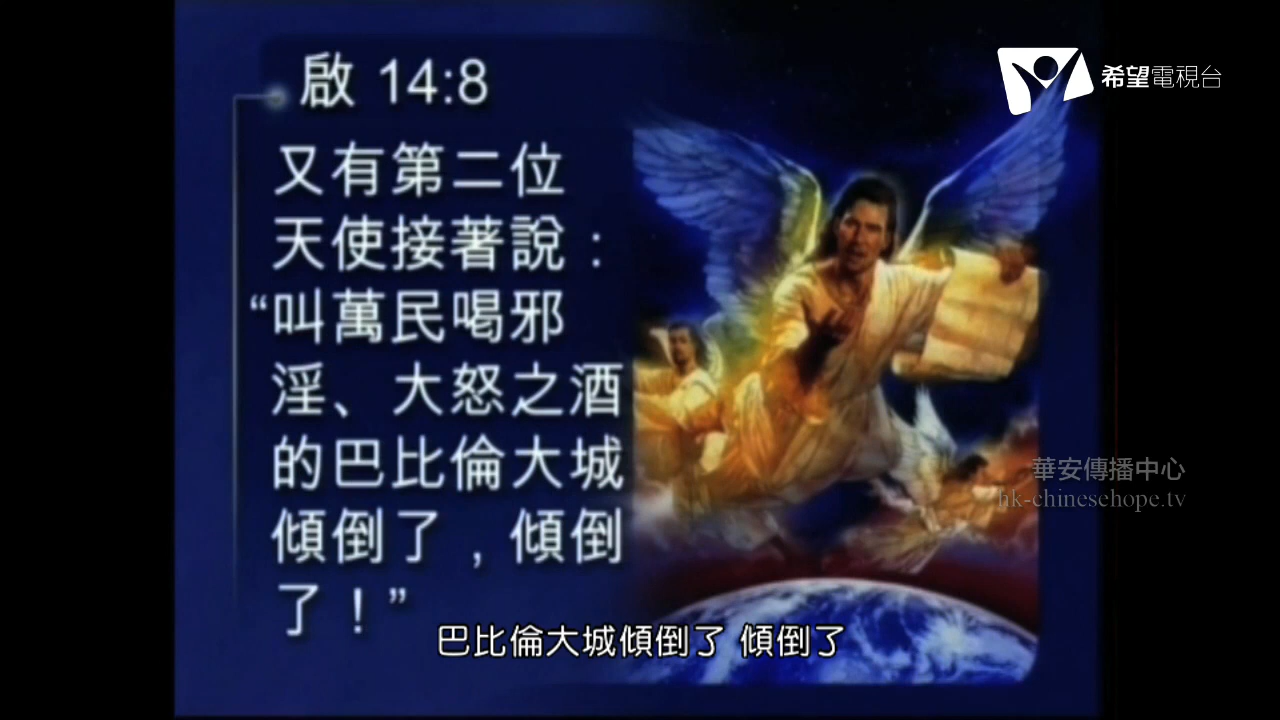 啟 14:8
希望電視台
又有第二位
天使接著說：
“叫萬民喝邪
淫、大怒之酒
的巴比倫大城
傾倒了，傾倒
了！”
華安傳播中心
hk-chinesehope.tv
巴比倫大城傾倒了 傾倒了